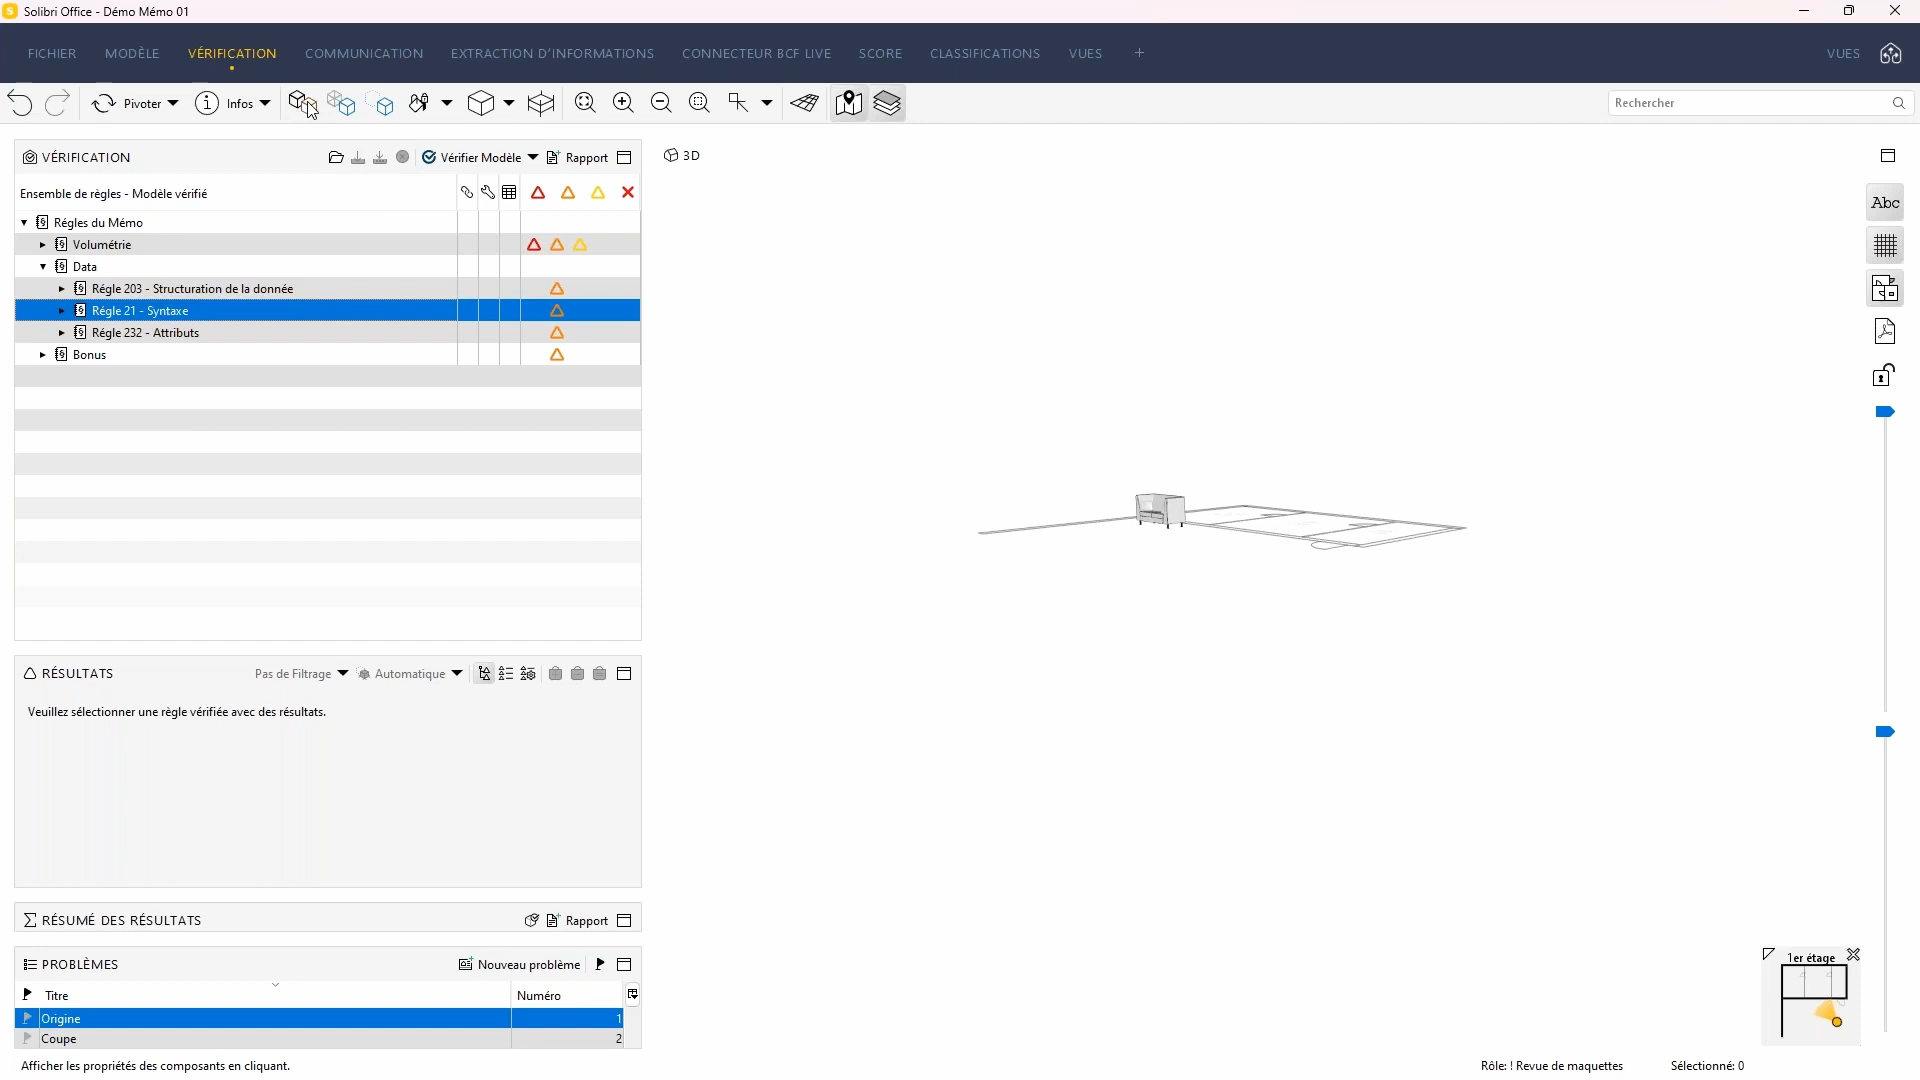 Solibri Office - Démo Mémo 01
FICHIER MODÈLE VÉRIFICATION COMMUNICATION EXTRACTION D'INFORMATIONS CONNECTEUR BCF LIVE SCORE CLASSIFICATIONS VUES + VUES
Pivoter Infos Rechercher
VÉRIFICATION Vérifier Modèle Rapport
3D
Ensemble de règles - Modèle vérifié
Abc
Régles du Mémo
Volumétrie
Data
Régle 203 - Structuration de la donnée
Régle 21 - Syntaxe
Régle 232 - Attributs
Bonus
RÉSULTATS Pas de Filtrage Automatique
Veuillez sélectionner une règle vérifiée avec des résultats.
RÉSUMÉ DES RÉSULTATS Rapport
PROBLÈMES Nouveau problème
1er étage
Titre Numéro
Origine 1
Coupe 2
Afficher les propriétés des composants en cliquant. Rôle: ! Revue de maquettes Sélectionné: 0